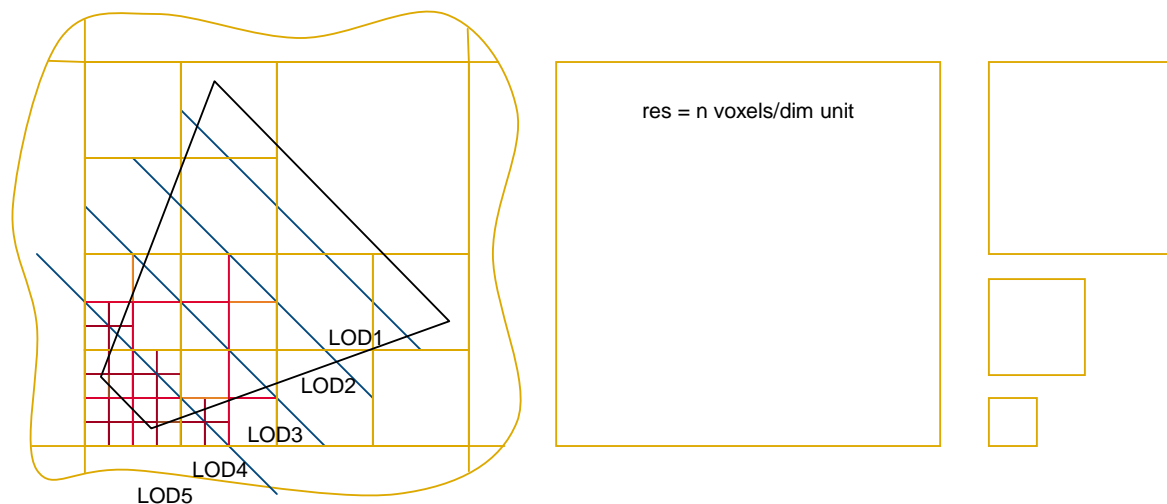 res = n voxels/dim unit
LOD1
LOD2
LOD3
LOD4
LOD5